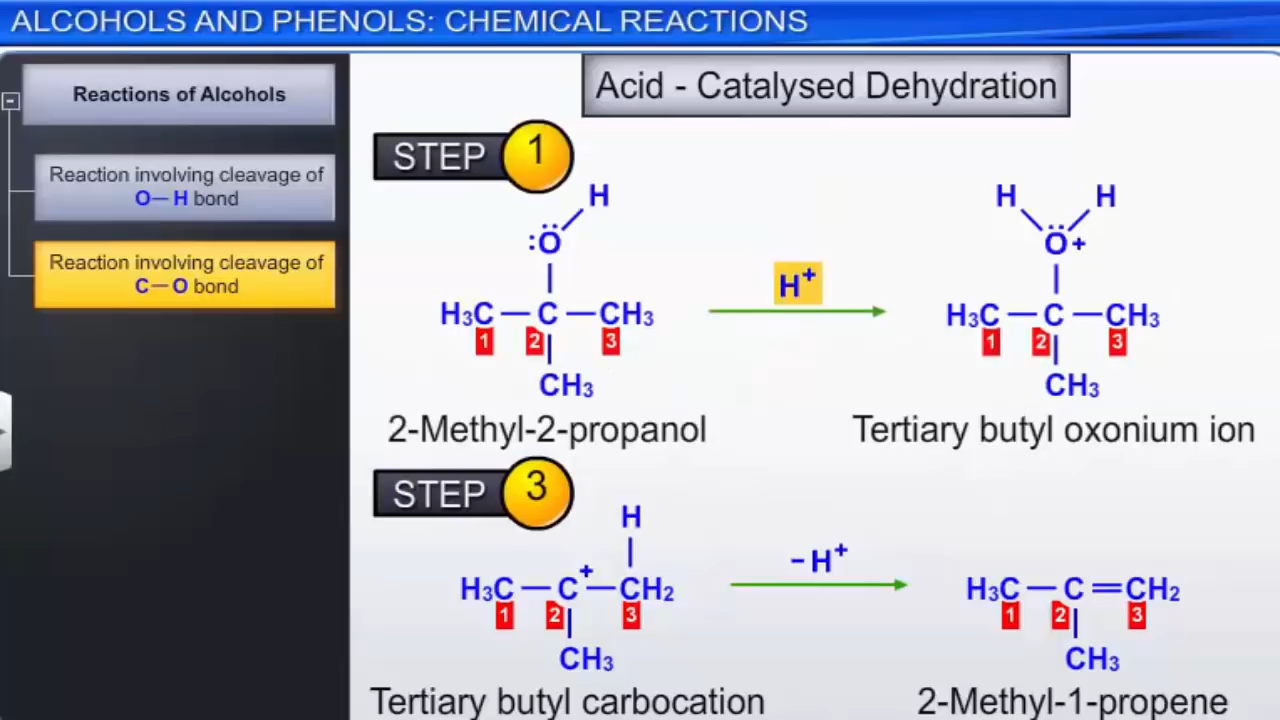 ALCOHOLS AND PHENOLS: CHEMICAL REACTIONS
Reactions of Alcohols
Reaction involving cleavage of
O—H bond
Reaction involving cleavage of
C—O bond
Acid - Catalysed Dehydration
STEP 1
H
:Ö
H₃C—C—CH₃
1 2 3
CH₃
2-Methyl-2-propanol
H⁺
H H
Ö+
H₃C—C—CH₃
1 2 3
CH₃
Tertiary butyl oxonium ion
STEP 3
H
H₃C—C⁺—CH₂
1 2 3
CH₃
Tertiary butyl carbocation
–H⁺
H₃C—C=CH₂
1 2 3
CH₃
2-Methyl-1-propene